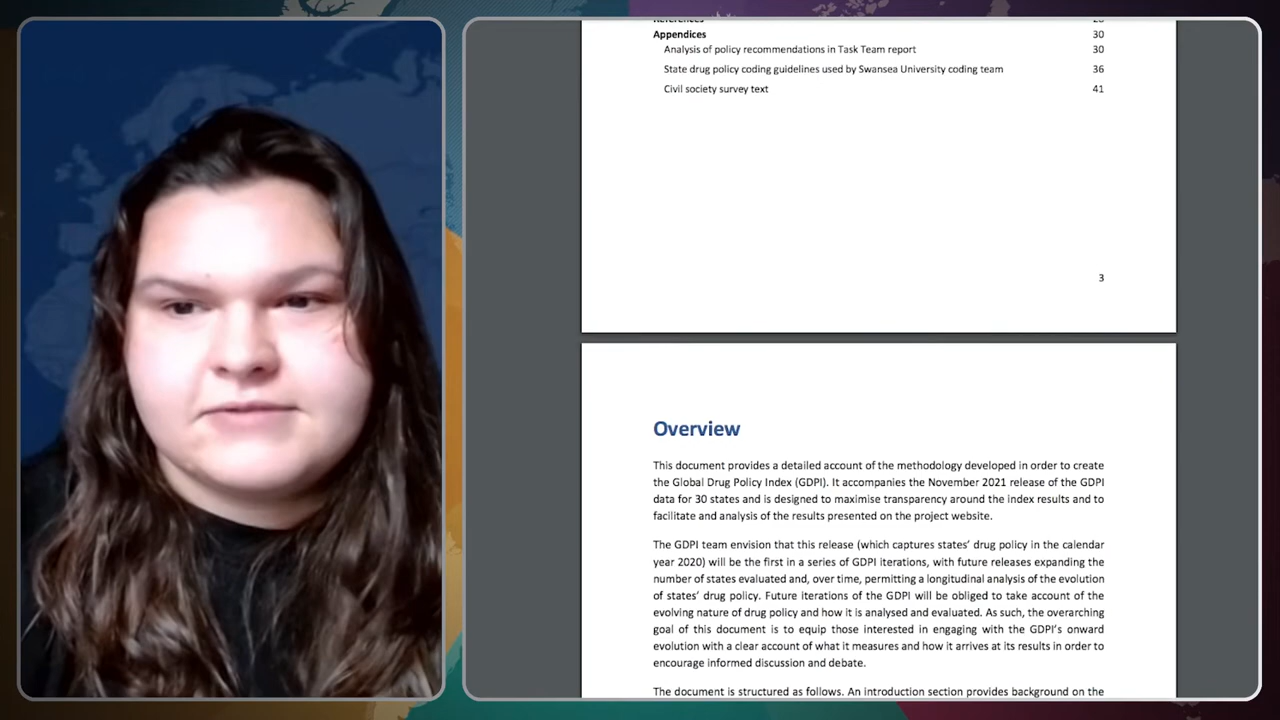 References 28
Appendices 30
Analysis of policy recommendations in Task Team report 30
State drug policy coding guidelines used by Swansea University coding team 36
Civil society survey text 41
3
Overview
This document provides a detailed account of the methodology developed in order to create
the Global Drug Policy Index (GDPI). It accompanies the November 2021 release of the GDPI
data for 30 states and is designed to maximise transparency around the index results and to
facilitate and analysis of the results presented on the project website.
The GDPI team envision that this release (which captures states’ drug policy in the calendar
year 2020) will be the first in a series of GDPI iterations, with future releases expanding the
number of states evaluated and, over time, permitting a longitudinal analysis of the evolution
of states’ drug policy. Future iterations of the GDPI will be obliged to take account of the
evolving nature of drug policy and how it is analysed and evaluated. As such, the overarching
goal of this document is to equip those interested in engaging with the GDPI’s onward
evolution with a clear account of what it measures and how it arrives at its results in order to
encourage informed discussion and debate.
The document is structured as follows. An introduction section provides background on the